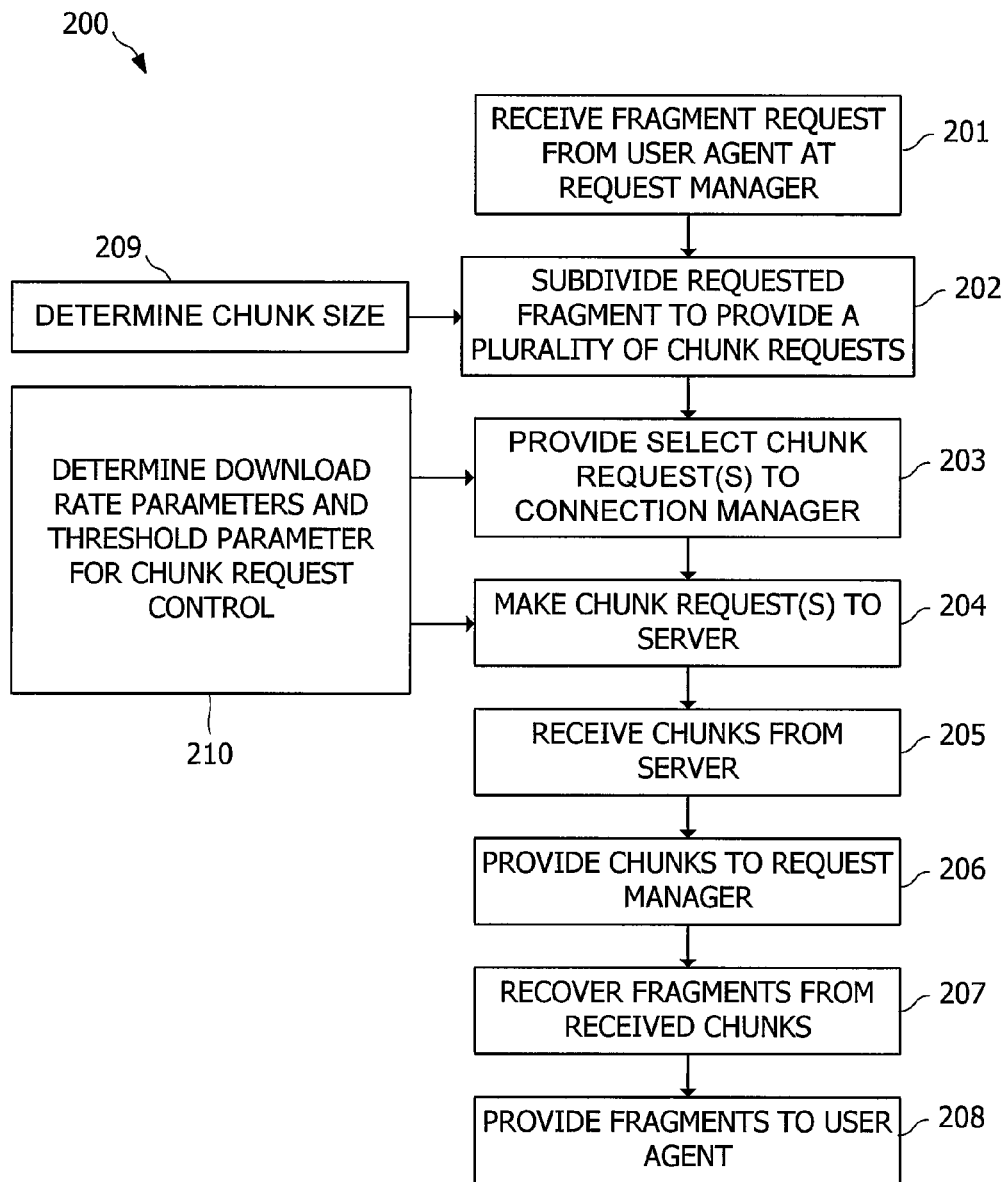 200
RECEIVE FRAGMENT REQUEST
FROM USER AGENT AT
REQUEST MANAGER
201
209
DETERMINE CHUNK SIZE
SUBDIVIDE REQUESTED
FRAGMENT TO PROVIDE A
PLURALITY OF CHUNK REQUESTS
202
DETERMINE DOWNLOAD
RATE PARAMETERS AND
THRESHOLD PARAMETER
FOR CHUNK REQUEST
CONTROL
210
PROVIDE SELECT CHUNK
REQUEST(S) TO
CONNECTION MANAGER
203
MAKE CHUNK REQUEST(S) TO
SERVER
204
RECEIVE CHUNKS FROM
SERVER
205
PROVIDE CHUNKS TO REQUEST
MANAGER
206
RECOVER FRAGMENTS FROM
RECEIVED CHUNKS
207
PROVIDE FRAGMENTS TO USER
AGENT
208